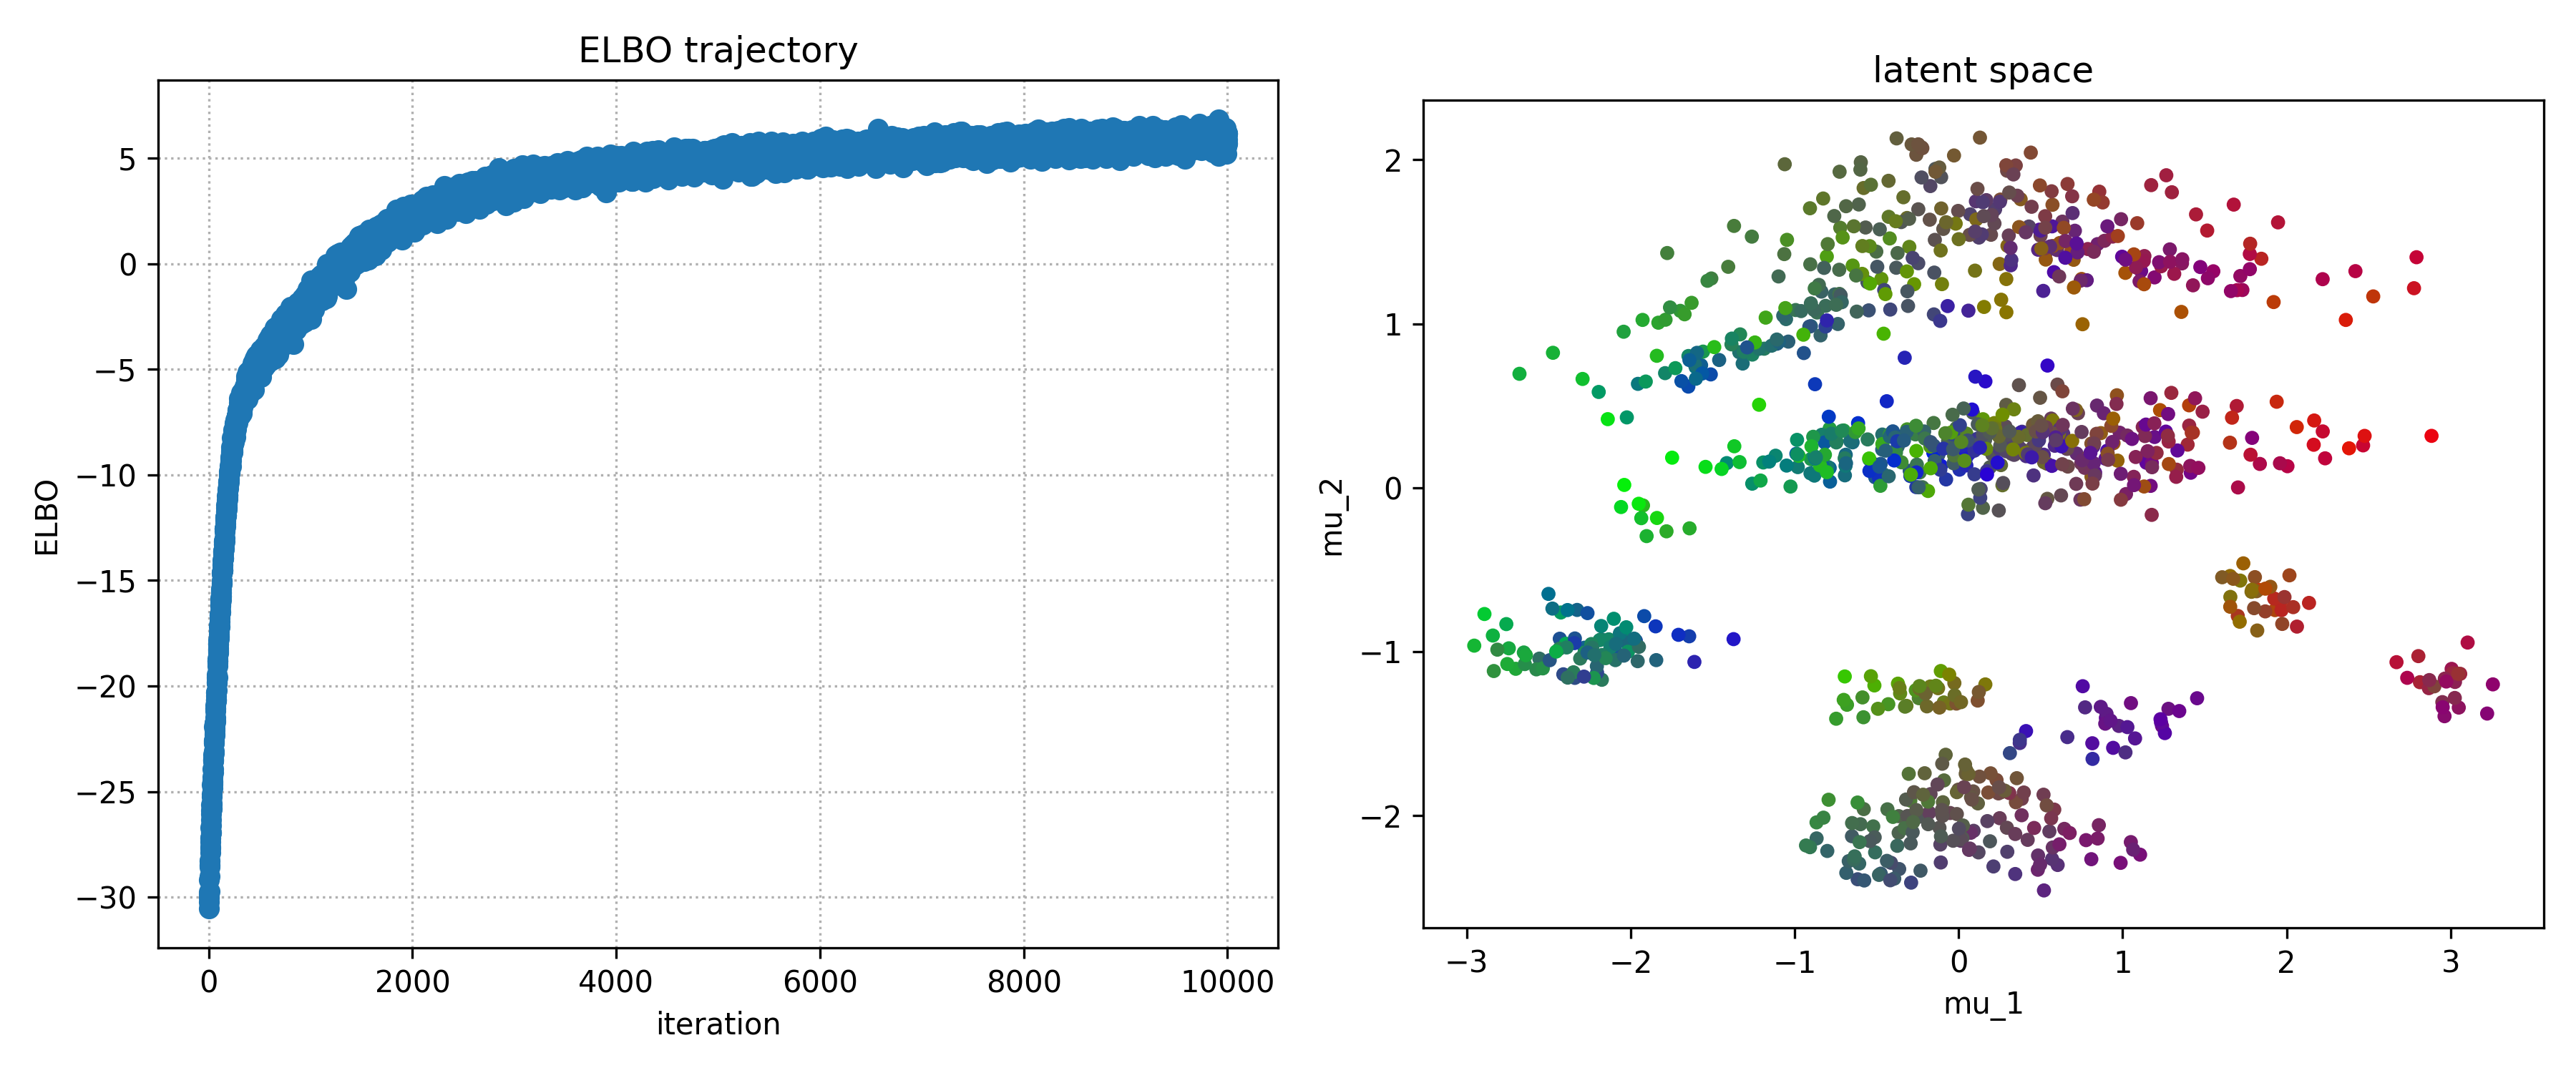 ELBO trajectory
ELBO
5
0
−5
−10
−15
−20
−25
−30
0 2000 4000 6000 8000 10000
iteration
latent space
mu_2
2
1
0
−1
−2
−3 −2 −1 0 1 2 3
mu_1